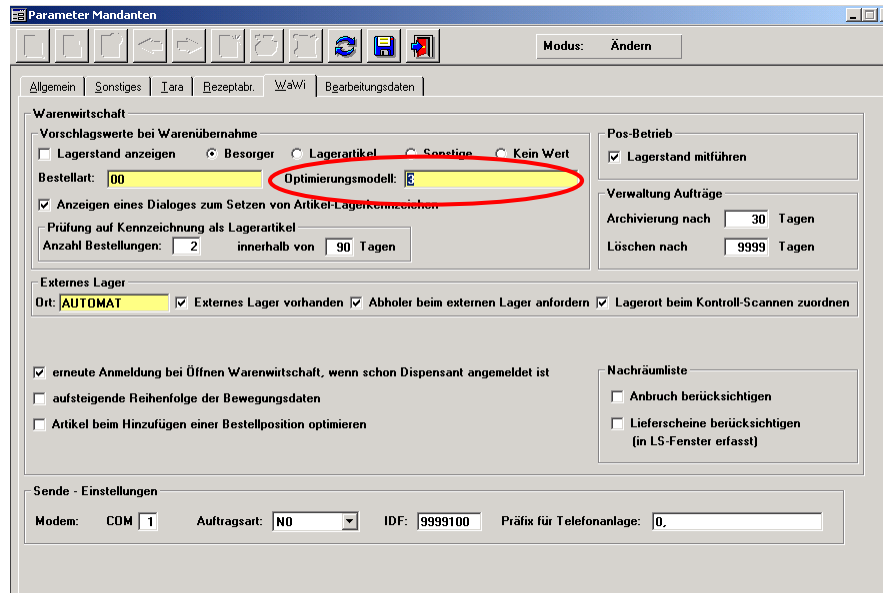 Parameter Mandanten
Modus: Ändern
Allgemein Sonstiges Tara Rezeptabr. WaWi Bearbeitungsdaten
Warenwirtschaft
Vorschlagswerte bei Warenübernahme
Lagerstand anzeigen Besorger Lagerartikel Sonstige Kein Wert
Bestellart: 00 Optimierungsmodell: 3
Anzeigen eines Dialoges zum Setzen von Artikel-Lagerkennzeichen
Prüfung auf Kennzeichnung als Lagerartikel
Anzahl Bestellungen: 2 innerhalb von 90 Tagen
Pos-Betrieb
Lagerstand mitführen
Verwaltung Aufträge
Archivierung nach 30 Tagen
Löschen nach 9999 Tagen
Externes Lager
Ort: AUTOMAT Externes Lager vorhanden Abholer beim externen Lager anfordern Lagerort beim Kontroll-Scannen zuordnen
erneute Anmeldung bei Öffnen Warenwirtschaft, wenn schon Dispensant angemeldet ist
aufsteigende Reihenfolge der Bewegungsdaten
Artikel beim Hinzufügen einer Bestellposition optimieren
Nachräumliste
Anbruch berücksichtigen
Lieferscheine berücksichtigen
(in LS-Fenster erfasst)
Sende - Einstellungen
Modem: COM 1 Auftragsart: NO IDF: 9999100 Präfix für Telefonanlage: 0,